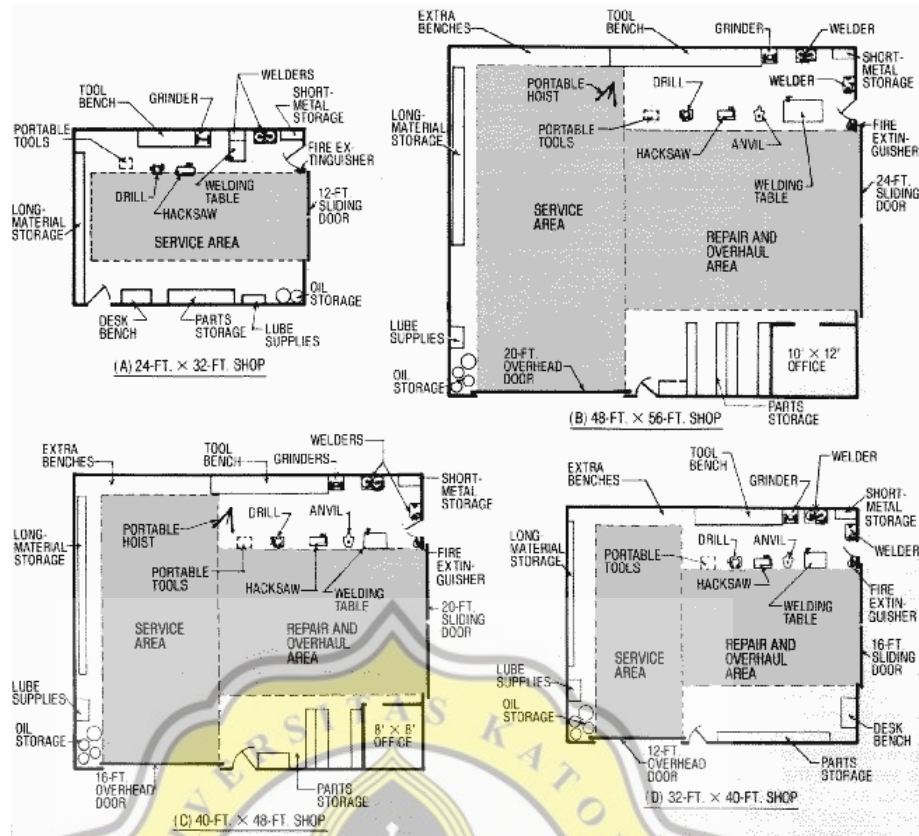 TOOL
BENCH
GRINDER
WELDERS
SHORT-
METAL
STORAGE
PORTABLE
TOOLS
FIRE EX-
TINGUISHER
12-FT.
SLIDING
DOOR
DRILL
HACKSAW
WELDING
TABLE
LONG-
MATERIAL
STORAGE
SERVICE AREA
OIL
STORAGE
DESK
BENCH
PARTS
STORAGE
LUBE
SUPPLIES
(A) 24-FT. × 32-FT. SHOP
EXTRA
BENCHES
TOOL
BENCH
GRINDER
WELDER
SHORT-
METAL
STORAGE
PORTABLE
HOIST
DRILL
WELDER
LONG-
MATERIAL
STORAGE
PORTABLE
TOOLS
HACKSAW
ANVIL
FIRE
EXTIN-
GUISHER
WELDING
TABLE
24-FT.
SLIDING
DOOR
SERVICE
AREA
REPAIR AND
OVERHAUL
AREA
LUBE
SUPPLIES
OIL
STORAGE
20-FT.
OVERHEAD
DOOR
10' × 12'
OFFICE
PARTS
STORAGE
(B) 48-FT. × 56-FT. SHOP
EXTRA
BENCHES
TOOL
BENCH
GRINDERS
WELDERS
SHORT-
METAL
STORAGE
PORTABLE
HOIST
DRILL
ANVIL
LONG-
MATERIAL
STORAGE
PORTABLE
TOOLS
HACKSAW
WELDING
TABLE
FIRE
EXTIN-
GUISHER
20-FT.
SLIDING
DOOR
SERVICE
AREA
REPAIR AND
OVERHAUL
AREA
LUBE
SUPPLIES
OIL
STORAGE
8' × 8'
OFFICE
16-FT.
OVERHEAD
DOOR
PARTS
STORAGE
(C) 40-FT. × 48-FT. SHOP
EXTRA
BENCHES
TOOL
BENCH
GRINDER
WELDER
SHORT-
METAL
STORAGE
LONG-
MATERIAL
STORAGE
PORTABLE
TOOLS
DRILL
ANVIL
WELDER
HACKSAW
WELDING
TABLE
FIRE
EXTIN-
GUISHER
SERVICE
AREA
REPAIR AND
OVERHAUL
AREA
16-FT.
SLIDING
DOOR
LUBE
SUPPLIES
OIL
STORAGE
DESK
BENCH
12-FT.
OVERHEAD
DOOR
PARTS
STORAGE
(D) 32-FT. × 40-FT. SHOP
VERSITAS KATO